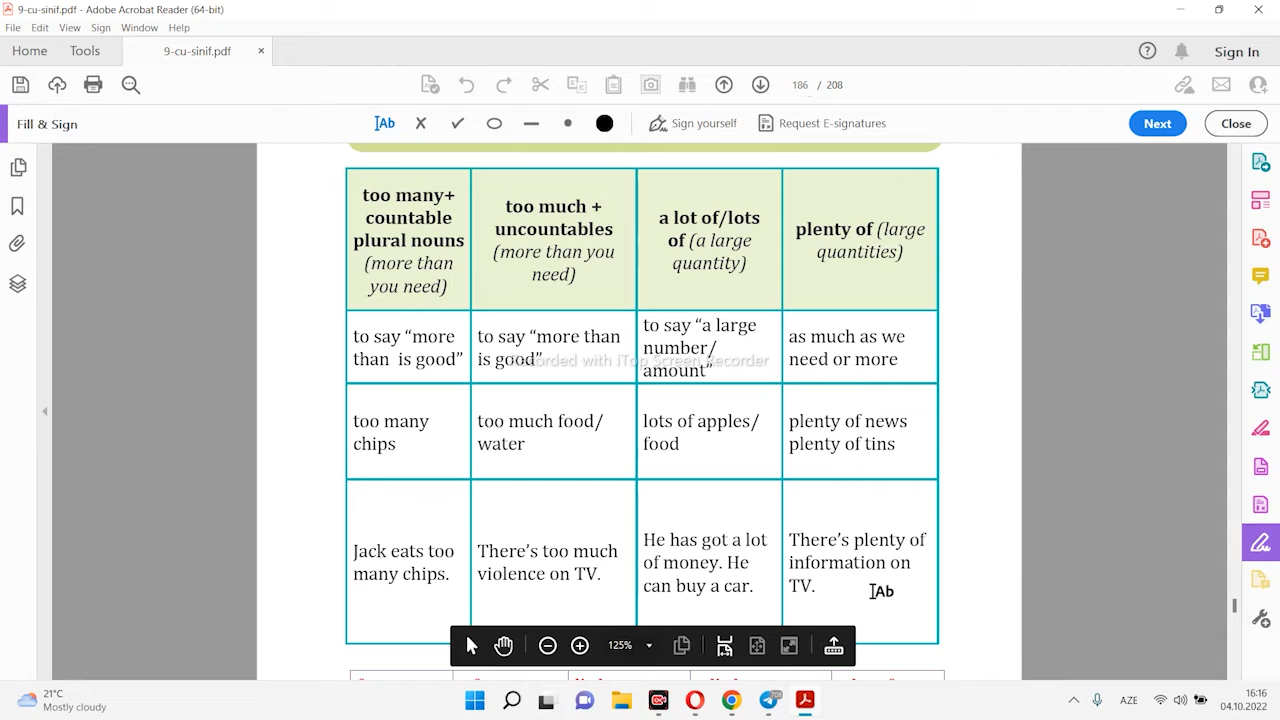 9-cu-sinif.pdf - Adobe Acrobat Reader (64-bit)
File Edit View Sign Window Help
Home Tools 9-cu-sinif.pdf × Sign In
186 / 208
Fill & Sign
Ab Sign yourself Request E-signatures Next Close
too many+
countable
plural nouns
(more than
you need)
too much +
uncountables
(more than you
need)
a lot of/lots
of (a large
quantity)
plenty of (large
quantities)
to say “more
than is good”
to say “more than
is good”
to say “a large
number/
amount”
as much as we
need or more
Recorded with iTop Screen Recorder
too many
chips
too much food/
water
lots of apples/
food
plenty of news
plenty of tins
Jack eats too
many chips.
There’s too much
violence on TV.
He has got a lot
of money. He
can buy a car.
There’s plenty of
information on
TV.
Ab
125%
21°C
Mostly cloudy
708
AZE
16:16
04.10.2022